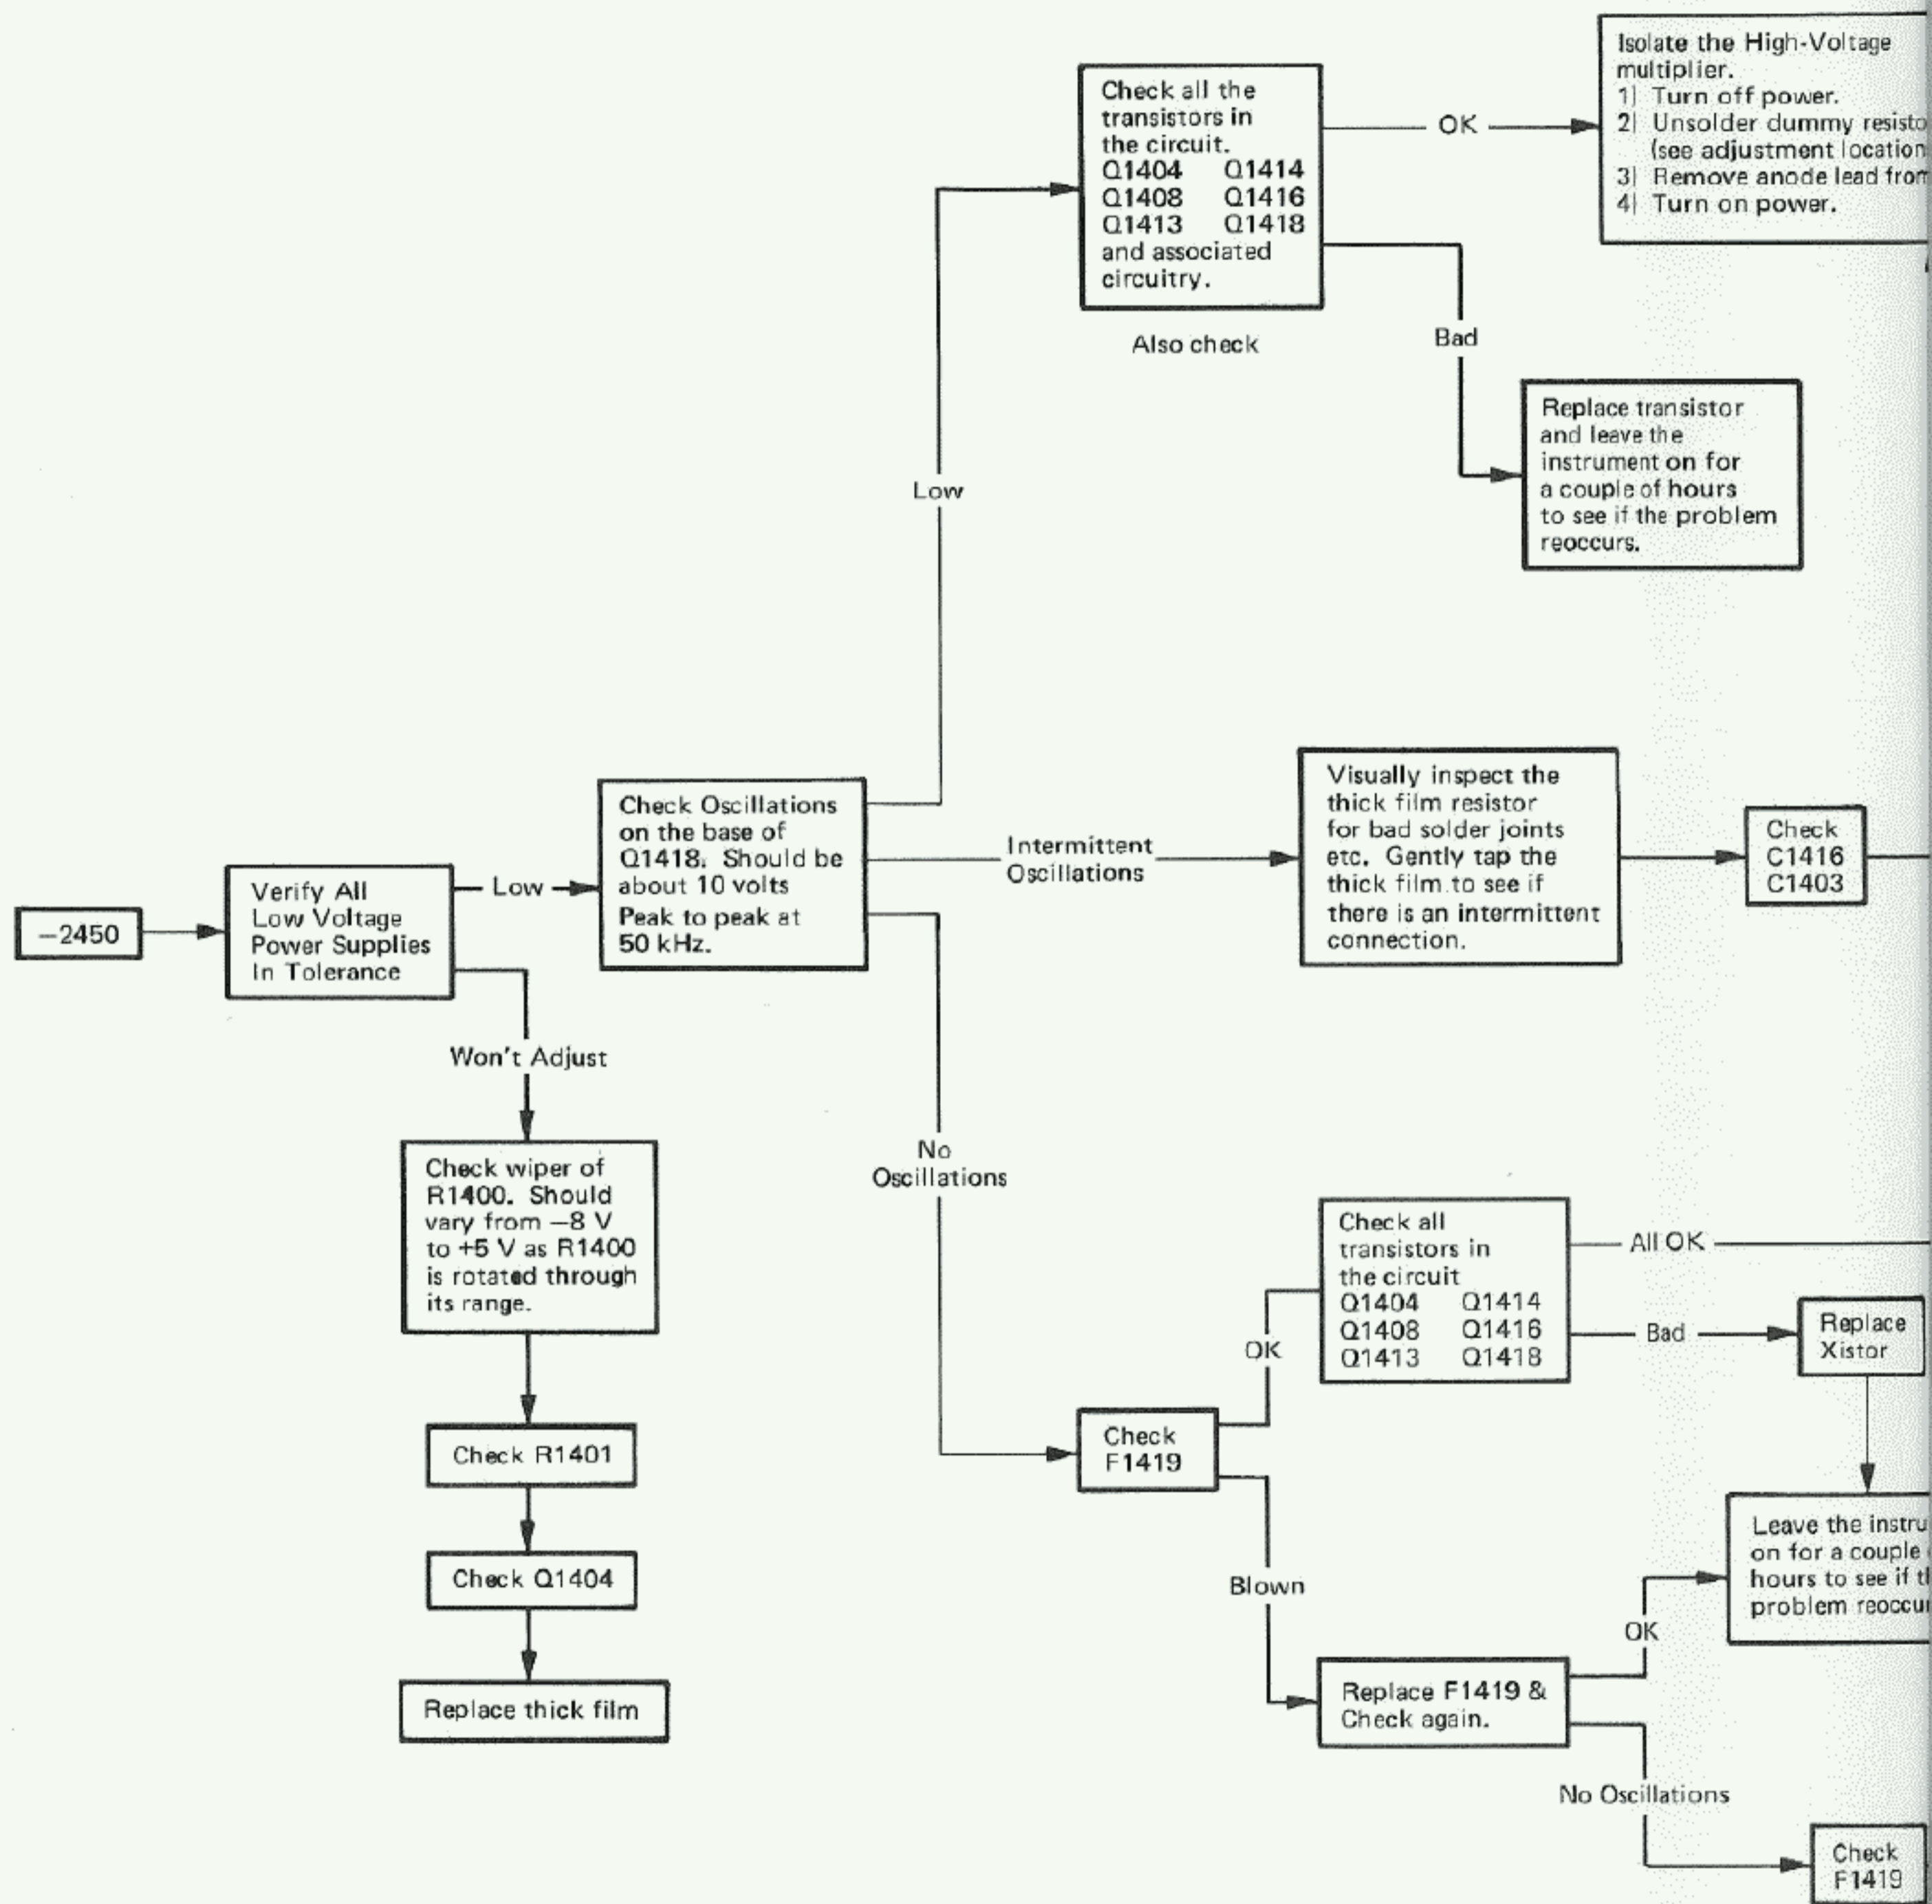 Isolate the High-Voltage
multiplier.
1) Turn off power.
2) Unsolder dummy
(see adjustment
3) Remove anode lead
4) Turn on power.
Check all the
transistors in
the circuit.
Q1404 Q1414
Q1408 Q1416
Q1413 Q1418
and associated
circuitry.
OK
Also check
Bad
Replace transistor
and leave the
instrument on for
a couple of hours
to see if the problem
reoccurs.
Low
Visually inspect the
thick film resistor
for bad solder joints
etc. Gently tap the
thick film to see if
there is an intermittent
connection.
Check
C1416
C1403
Intermittent
Oscillations
Check Oscillations
on the base of
Q1418. Should be
about 10 volts
Peak to peak at
50 kHz.
Low
Verify All
Low Voltage
Power Supplies
In Tolerance
−2450
Won't Adjust
Check wiper of
R1400. Should
vary from −8 V
to +5 V as R1400
is rotated through
its range.
Check R1401
Check Q1404
Replace thick film
No
Oscillations
Check
F1419
OK
Check all
transistors in
the circuit
Q1404 Q1414
Q1408 Q1416
Q1413 Q1418
All OK
Bad
Replace
Xistor
Blown
Replace F1419 &
Check again.
OK
Leave the
on for a couple
hours to see if
problem
No Oscillations
Check
F1419